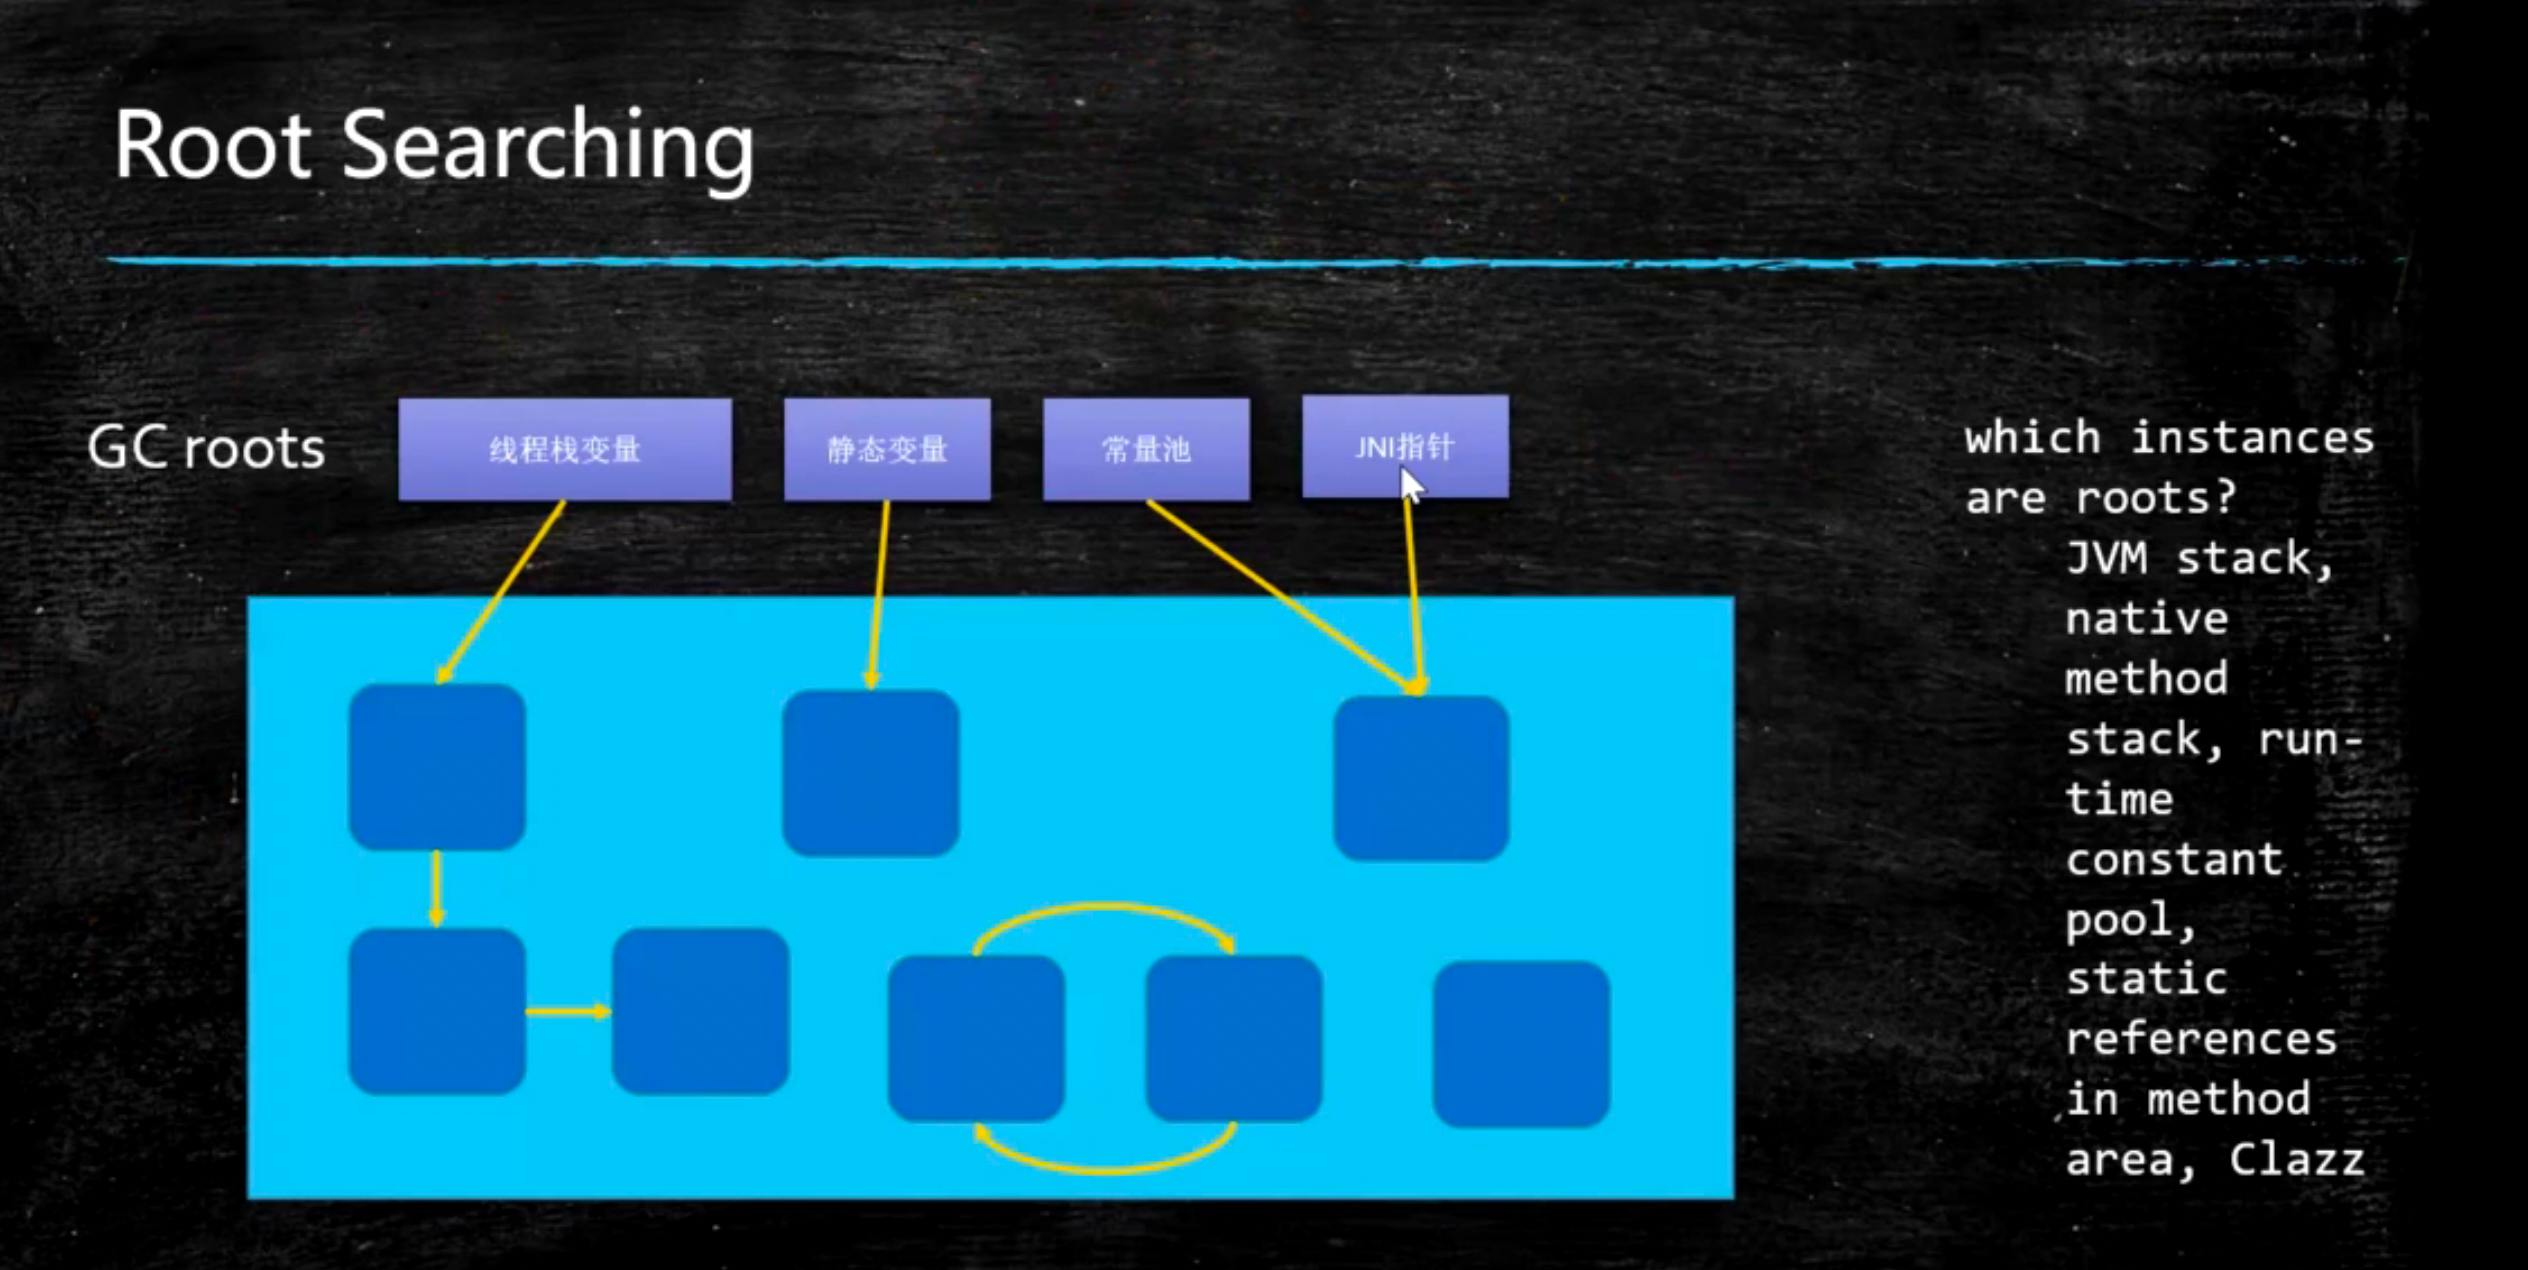 Root Searching
GC roots
线程栈变量
静态变量
常量池
JNI指针
which instances
are roots?
JVM stack,
native
method
stack, run-
time
constant
pool,
static
references
in method
area, Clazz